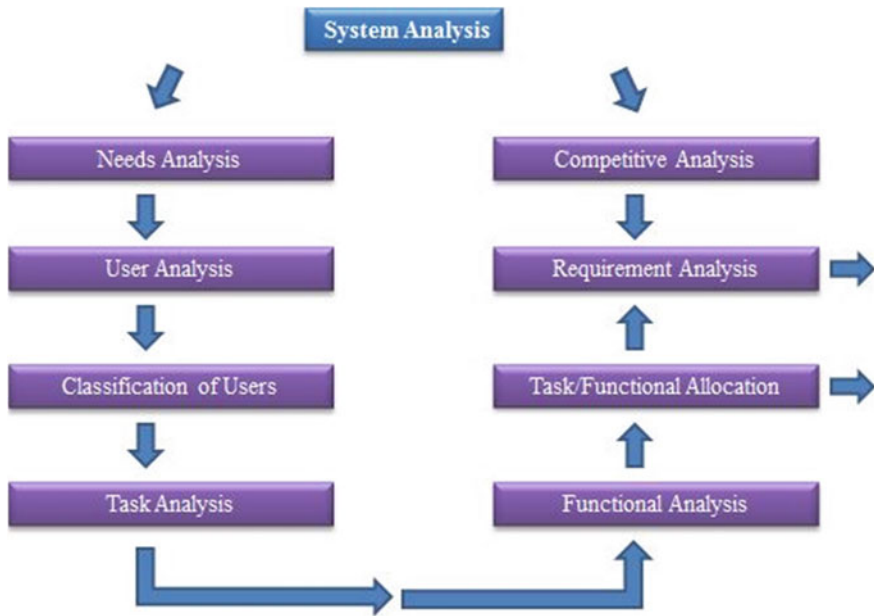 System Analysis
Needs Analysis
Competitive Analysis
User Analysis
Requirement Analysis
Classification of Users
Task/Functional Allocation
Task Analysis
Functional Analysis